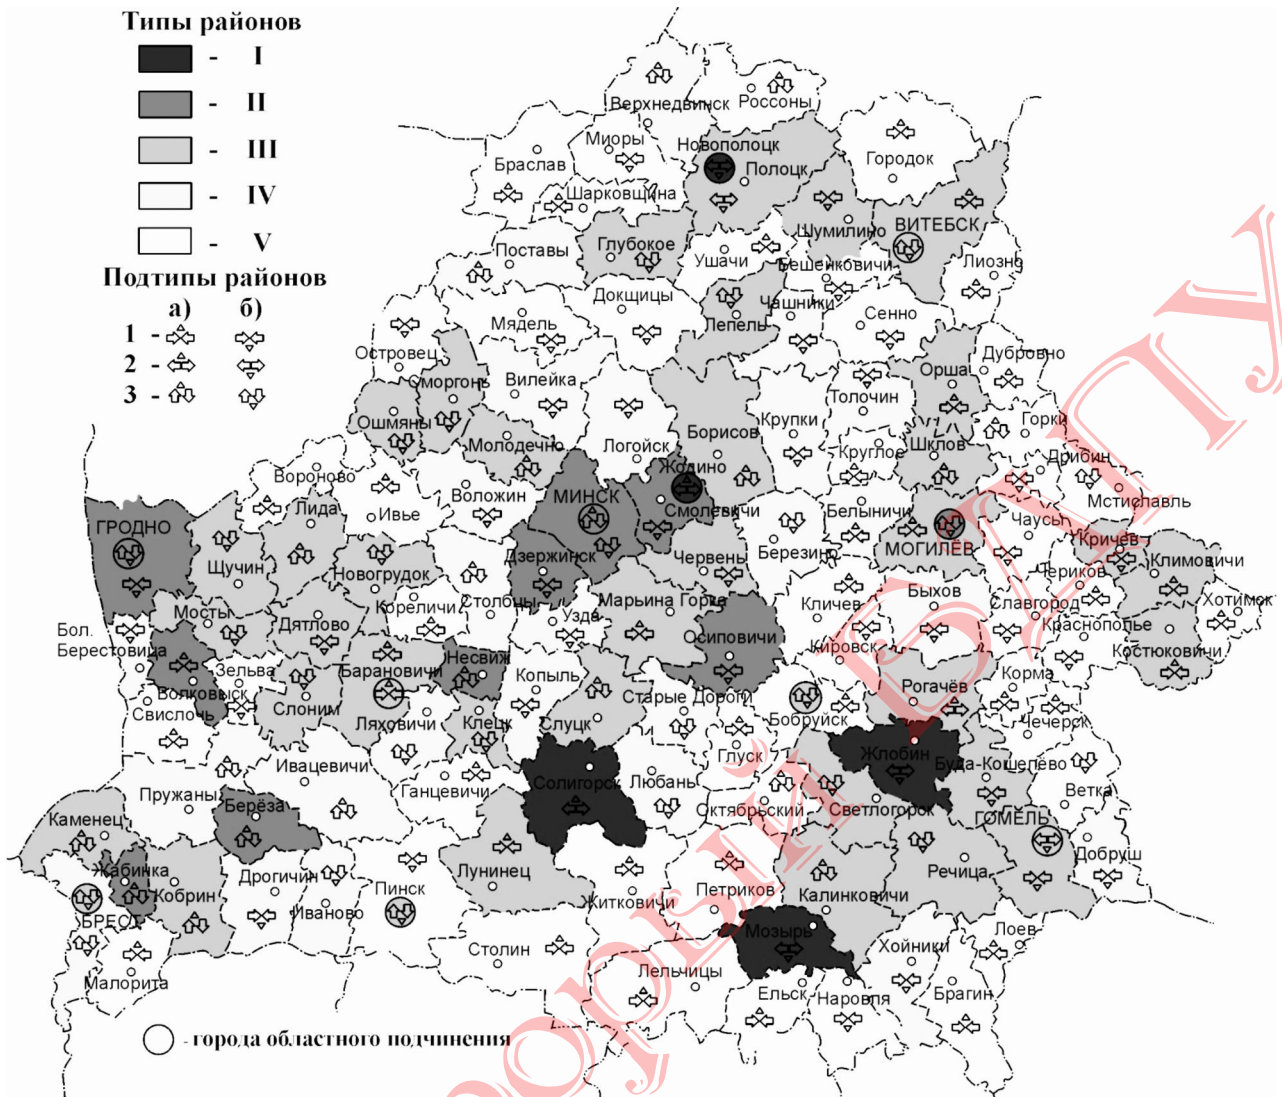 Типы районов
- I
- II
- III
- IV
- V
Подтипы районов
а) б)
1 -
2 -
3 -
Верхнедвинск
Россоны
Миоры
Браслав
Новополоцк
Полоцк
Городок
Шарковщина
Шумилино
ВИТЕБСК
Поставы
Глубокое
Ушачи
Бешенковичи
Лиозно
Докщицы
Лепель
Чашники
Сенно
Мядель
Островец
Сморгонь
Вилейка
Орша
Дубровно
Толочин
Ошмяны
Молодечно
Логойск
Борисов
Крупки
Круглое
Шклов
Горки
Дрибин
Мстиславль
Вороново
Жодино
Воложин
МИНСК
Смолевичи
Лида
Ивье
ГРОДНО
Белыничи
МОГИЛЁВ
Чаусы
Кричев
Климовичи
Дзержинск
Червень
Березино
Щучин
Новогрудок
Кореличи
Столбцы
Узда
Марьина Горка
Кличев
Быхов
Славгород
Чериков
Хотимск
Мосты
Дятлово
Бол.
Берестовица
Краснополье
Костюковичи
Осиповичи
Кировск
Зельва
Барановичи
Несвиж
Копыль
Волковыск
Свислочь
Слоним
Ляховичи
Клецк
Слуцк
Старые Дороги
Бобруйск
Рогачёв
Корма
Чечерск
Глуск
Жлобин
Буда-Кошелёво
Ивацевичи
Ганцевичи
Солигорск
Любань
Октябрьский
Светлогорск
Ветка
Пружаны
Берёза
ГОМЕЛЬ
Каменец
Жабинка
Кобрин
Дрогичин
Иваново
Пинск
Лунинец
Житковичи
Петриков
Калинковичи
Речица
Добруш
БРЕСТ
Малорита
Столин
Мозырь
Хойники
Лоев
Лельчицы
Ельск
Наровля
Брагин
- города областного подчинения
БГПУ